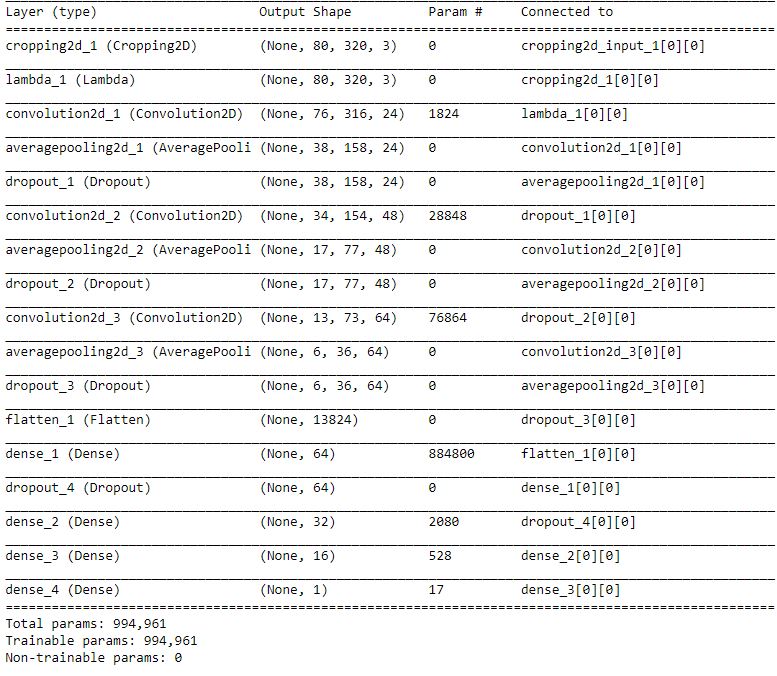 Layer (type) Output Shape Param # Connected to
cropping2d_1 (Cropping2D) (None, 80, 320, 3) 0 cropping2d_input_1[0][0]
lambda_1 (Lambda) (None, 80, 320, 3) 0 cropping2d_1[0][0]
convolution2d_1 (Convolution2D) (None, 76, 316, 24) 1824 lambda_1[0][0]
averagepooling2d_1 (AveragePooli (None, 38, 158, 24) 0 convolution2d_1[0][0]
dropout_1 (Dropout) (None, 38, 158, 24) 0 averagepooling2d_1[0][0]
convolution2d_2 (Convolution2D) (None, 34, 154, 48) 28848 dropout_1[0][0]
averagepooling2d_2 (AveragePooli (None, 17, 77, 48) 0 convolution2d_2[0][0]
dropout_2 (Dropout) (None, 17, 77, 48) 0 averagepooling2d_2[0][0]
convolution2d_3 (Convolution2D) (None, 13, 73, 64) 76864 dropout_2[0][0]
averagepooling2d_3 (AveragePooli (None, 6, 36, 64) 0 convolution2d_3[0][0]
dropout_3 (Dropout) (None, 6, 36, 64) 0 averagepooling2d_3[0][0]
flatten_1 (Flatten) (None, 13824) 0 dropout_3[0][0]
dense_1 (Dense) (None, 64) 884800 flatten_1[0][0]
dropout_4 (Dropout) (None, 64) 0 dense_1[0][0]
dense_2 (Dense) (None, 32) 2080 dropout_4[0][0]
dense_3 (Dense) (None, 16) 528 dense_2[0][0]
dense_4 (Dense) (None, 1) 17 dense_3[0][0]
Total params: 994,961
Trainable params: 994,961
Non-trainable params: 0